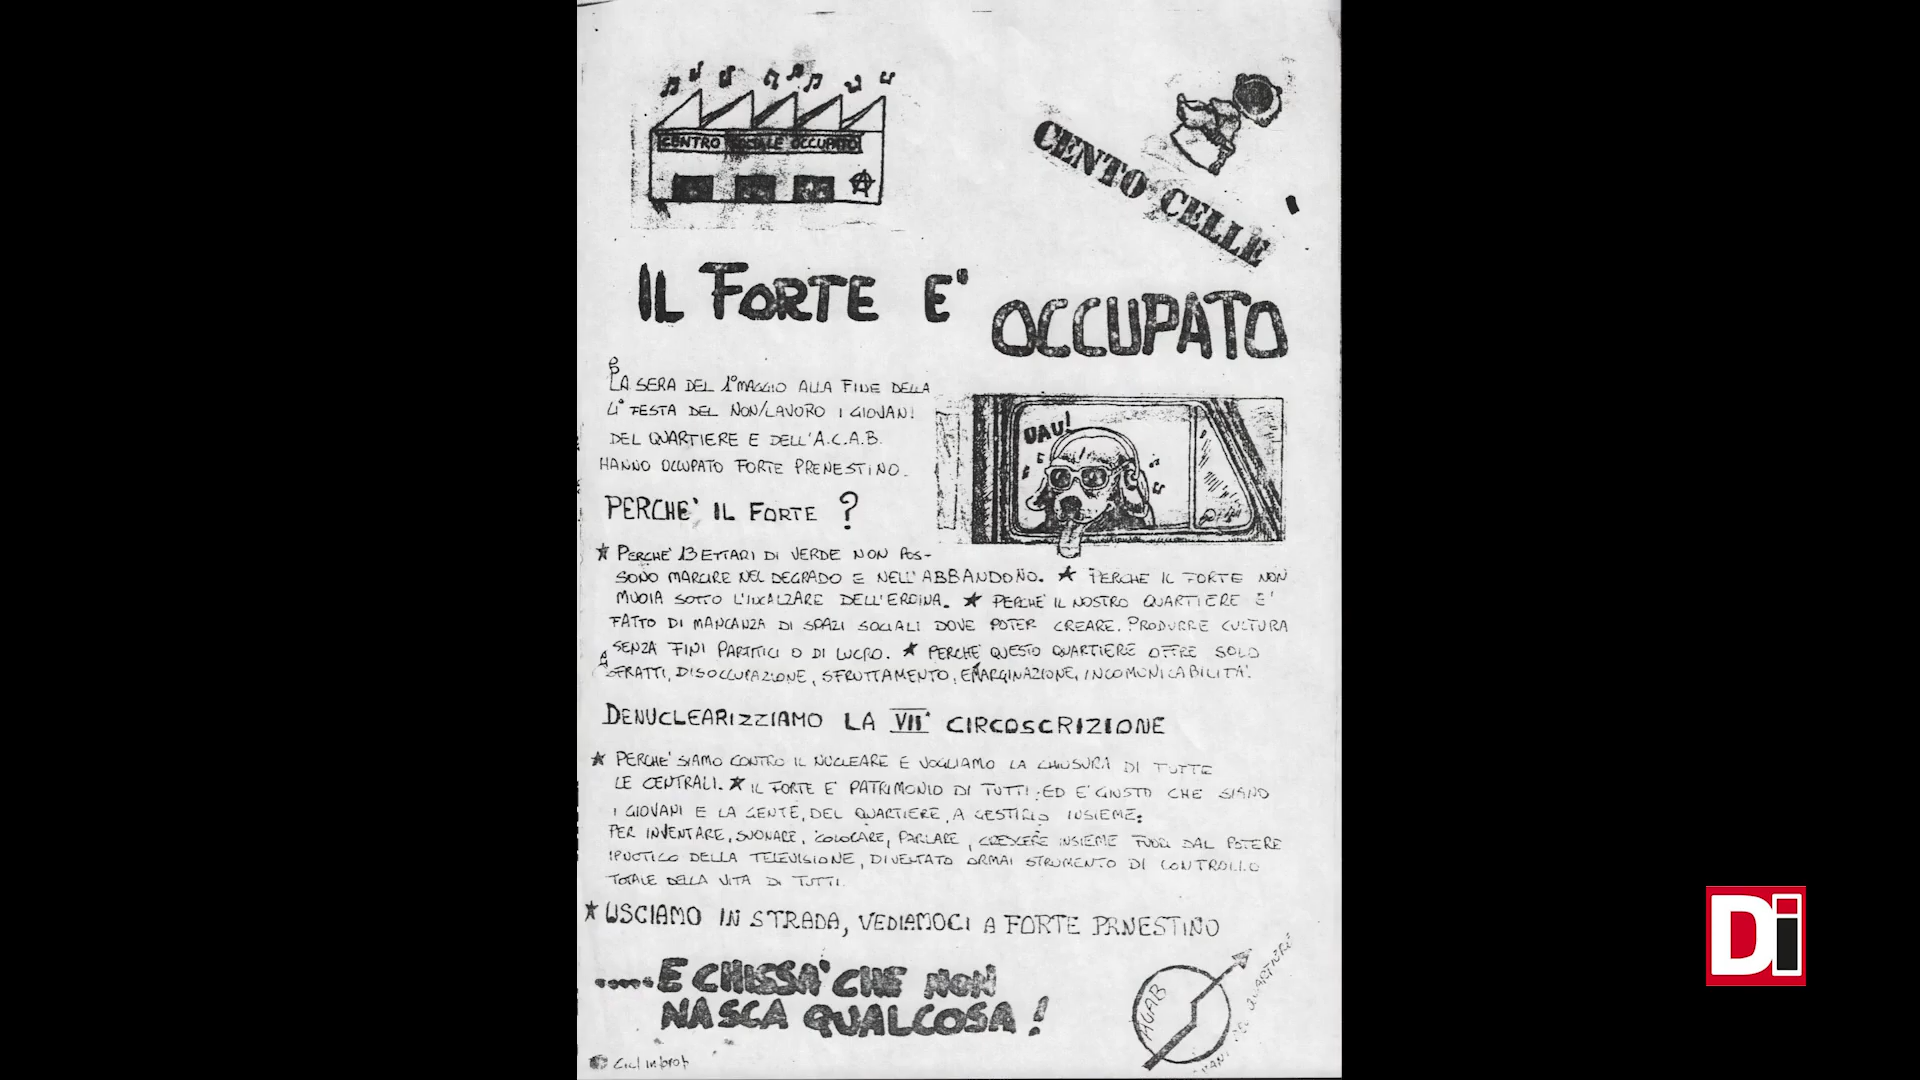 CENTRO SOCIALE OCCUPATO
CENTO CELLE
IL FORTE E' OCCUPATO
LA SERA DEL 1° MAGGIO ALLA FINE DELLA
4° FESTA DEL NON/LAVORO I GIOVANI
DEL QUARTIERE E DELL'A.C.A.B.
HANNO OCCUPATO FORTE PRENESTINO.
UAU!
PERCHE' IL FORTE ?
★ PERCHE' 13 ETTARI DI VERDE NON POS-
SONO MARCIRE NEL DEGRADO E NELL'ABBANDONO. ★ PERCHE IL FORTE NON
MUOIA SOTTO L'INCALZARE DELL'EROINA. ★ PERCHE' IL NOSTRO QUARTIERE E'
FATTO DI MANCANZA DI SPAZI SOCIALI DOVE POTER CREARE. PRODURRE CULTURA
SENZA FINI PARTITICI O DI LUCRO. ★ PERCHE' QUESTO QUARTIERE OFFRE SOLO
SFRATTI, DISOCCUPAZIONE, SFRUTTAMENTO, EMARGINAZIONE, INCOMUNICABILITA'.
DENUCLEARIZZIAMO LA VII° CIRCOSCRIZIONE
★ PERCHE' SIAMO CONTRO IL NUCLEARE E VOGLIAMO LA CHIUSURA DI TUTTE
LE CENTRALI. ★ IL FORTE E' PATRIMONIO DI TUTTI: ED E' GIUSTO CHE SIANO
I GIOVANI E LA GENTE, DEL QUARTIERE, A GESTIRLO INSIEME:
PER INVENTARE, SUONARE, GIOCARE, PARLARE, CRESCERE INSIEME FUORI DAL POTERE
IPNOTICO DELLA TELEVISIONE, DIVENTATO ORMAI STRUMENTO DI CONTROLLO
TOTALE DELLA VITA DI TUTTI.
★ USCIAMO IN STRADA, VEDIAMOCI A FORTE PRNESTINO
.....E CHISSA' CHE NON
NASCA QUALCOSA!
DEL QUARTIERE
Di